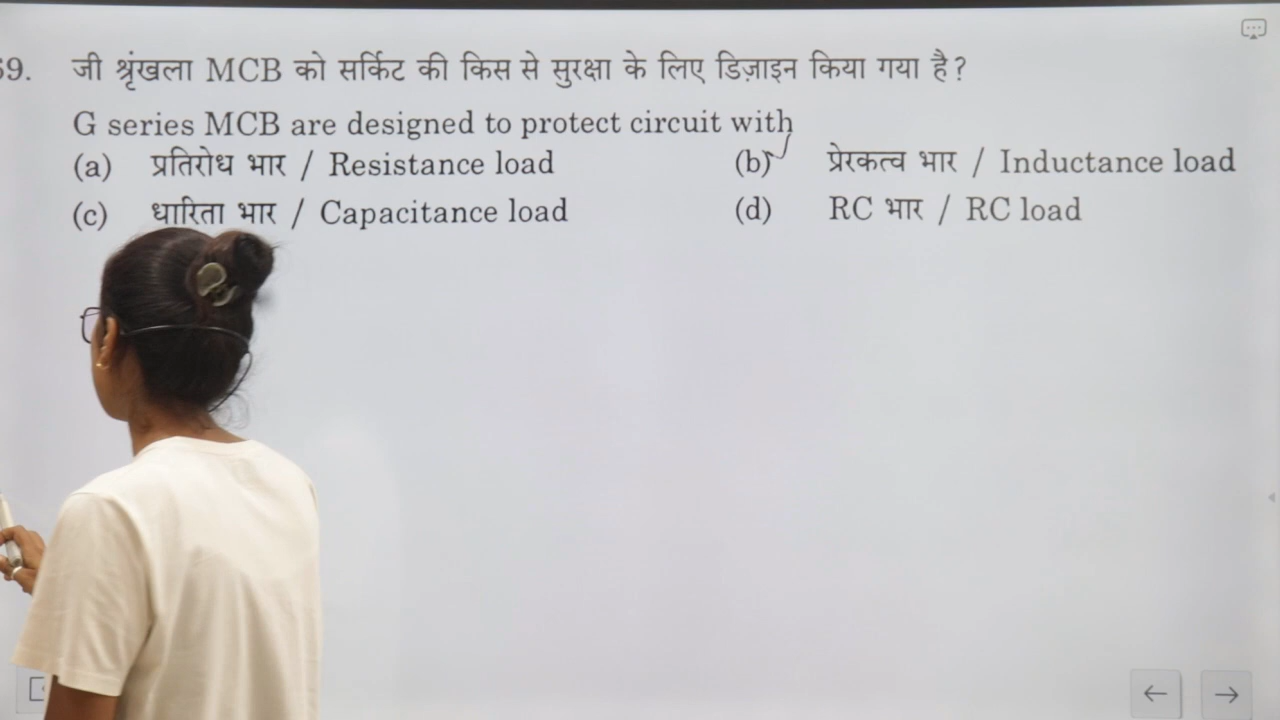 59. जी श्रृंखला MCB को सर्किट की किस से सुरक्षा के लिए डिज़ाइन किया गया है?
G series MCB are designed to protect circuit with
(a) प्रतिरोध भार / Resistance load (b) प्रेरकत्व भार / Inductance load
(c) धारिता भार / Capacitance load (d) RC भार / RC load